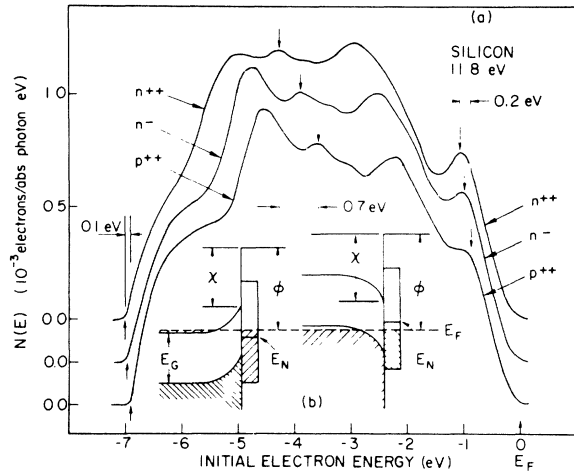 (a)
SILICON
11.8 eV
0.2 eV
N(E) (10⁻³ electrons/abs photon eV)
1.0
0.5
0.0
0.0
0.0
n++
n-
p++
0.1 eV
0.7 eV
n++
n-
p++
χ
ϕ
E_G
E_N
χ
ϕ
E_F
E_N
(b)
-7
-6
-5
-4
-3
-2
-1
0
E_F
INITIAL ELECTRON ENERGY (eV)